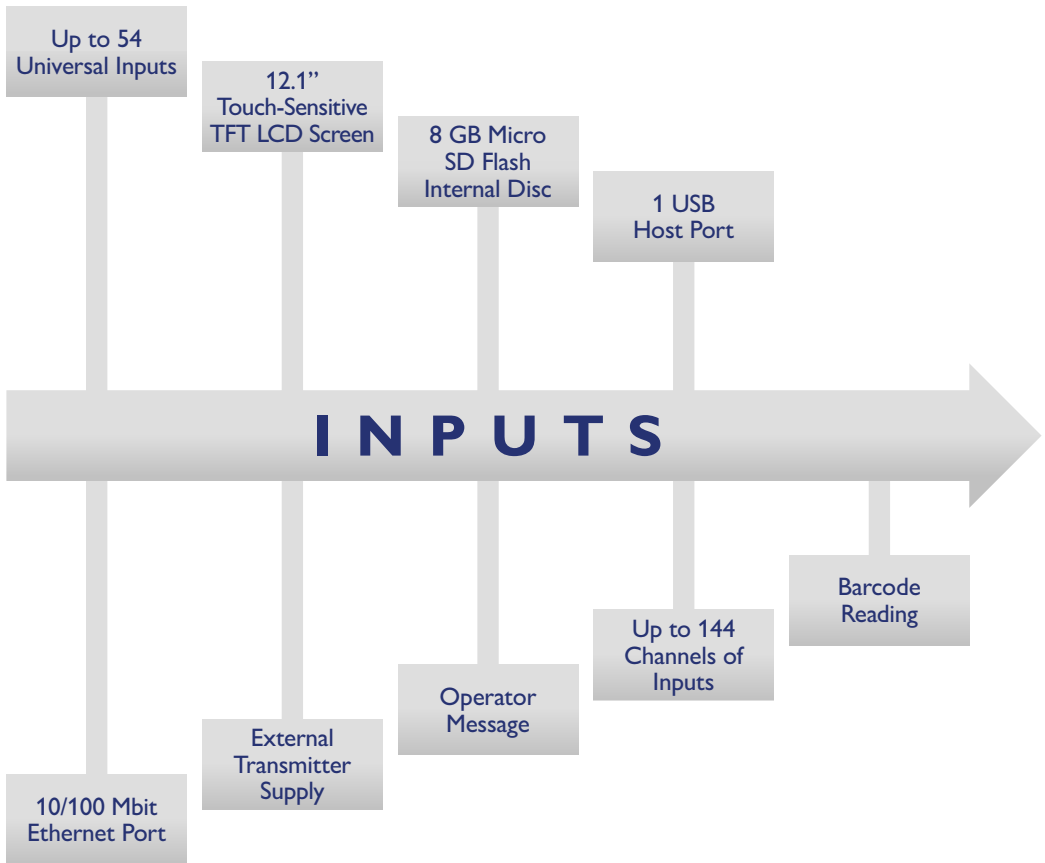 Up to 54
Universal Inputs
12.1”
Touch-Sensitive
TFT LCD Screen
8 GB Micro
SD Flash
Internal Disc
1 USB
Host Port
INPUTS
Barcode
Reading
Up to 144
Channels of
Inputs
Operator
Message
External
Transmitter
Supply
10/100 Mbit
Ethernet Port